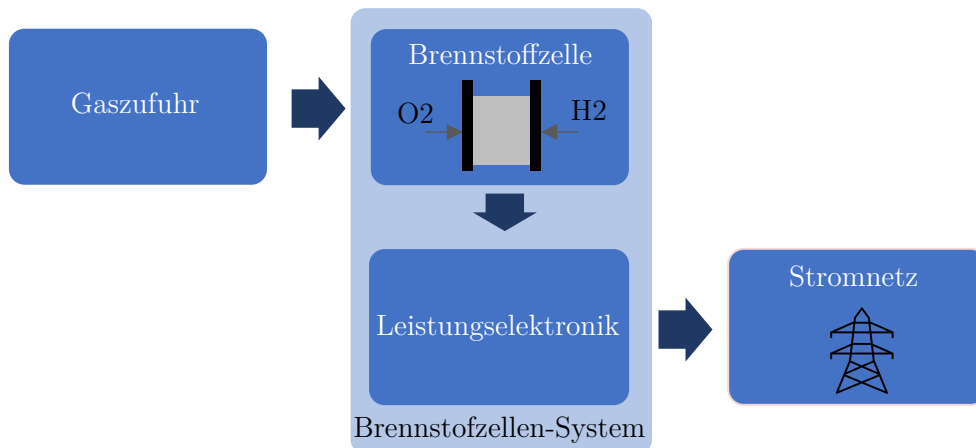 Gaszufuhr
Brennstoffzelle
O2
H2
Leistungselektronik
Brennstofzellen-System
Stromnetz